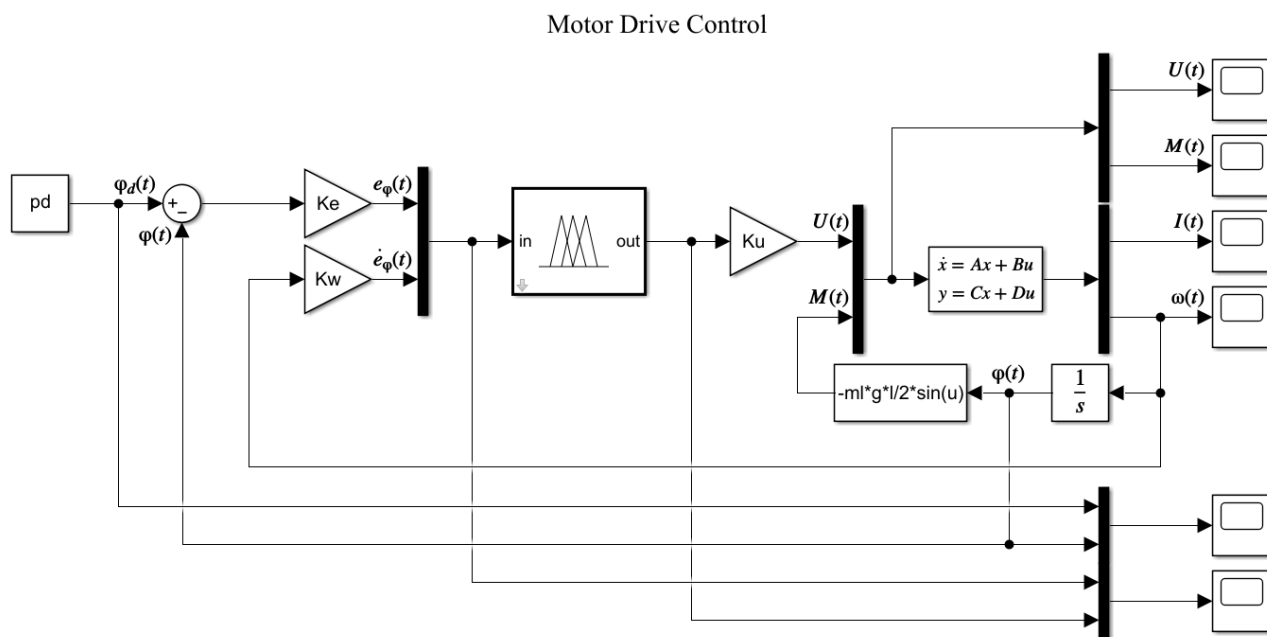 Motor Drive Control
U(t)
M(t)
pd
φd(t)
+
−
φ(t)
Ke
eφ(t)
Kw
ėφ(t)
in
out
Ku
U(t)
M(t)
ẋ = Ax + Bu
y = Cx + Du
I(t)
ω(t)
-ml*g*l/2*sin(u)
φ(t)
1
s